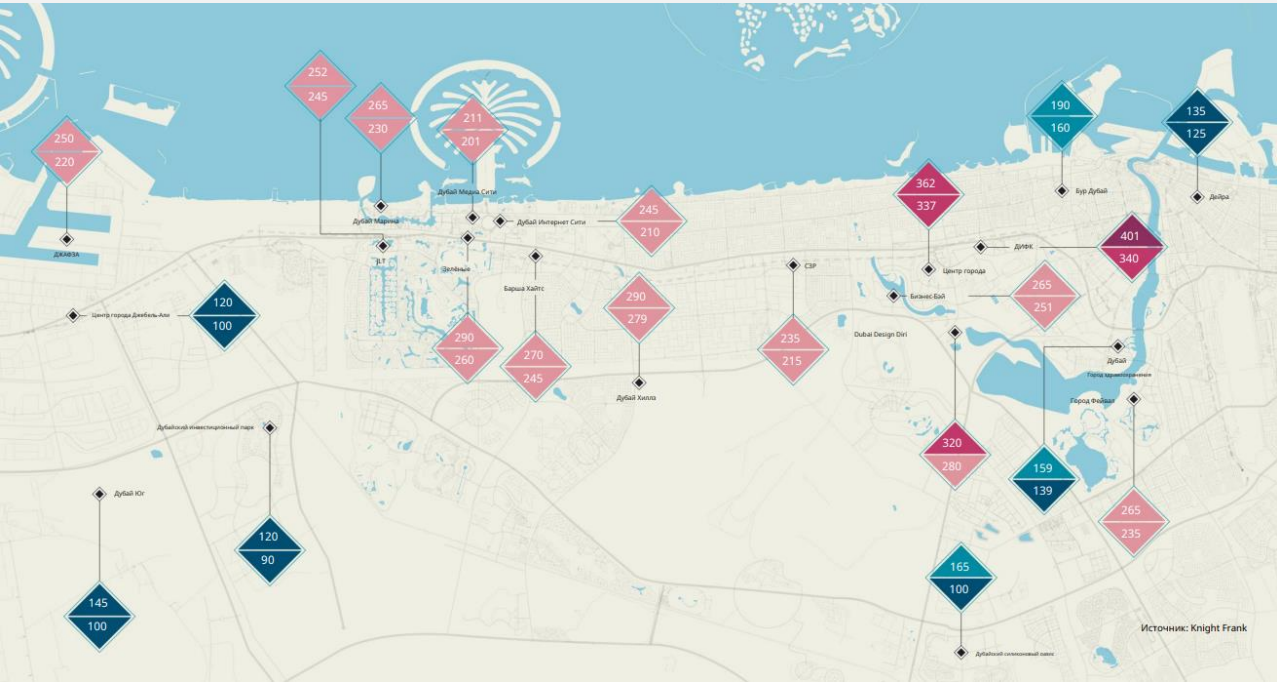 252
245
265
230
211
201
190
160
135
125
250
220
Дубай Медиа Сити
Бур Дубай
Дейра
362
337
Дубай Марина
Дубай Интернет Сити
245
210
ДЖАФЗА
JLT
Зелёные
Барша Хайтс
СЗР
Центр города
ДИФК
401
340
120
100
Центр города Джебель-Али
290
279
Бизнес-Бэй
265
251
290
260
270
245
235
215
Dubai Design Diri
Дубай
Город здравоохранения
Дубай Хиллз
Город Фейвал
Дубайский инвестиционный парк
320
280
159
139
Дубай Юг
265
235
120
90
165
100
145
100
Источник: Knight Frank
Дубайский силиконовый оазис